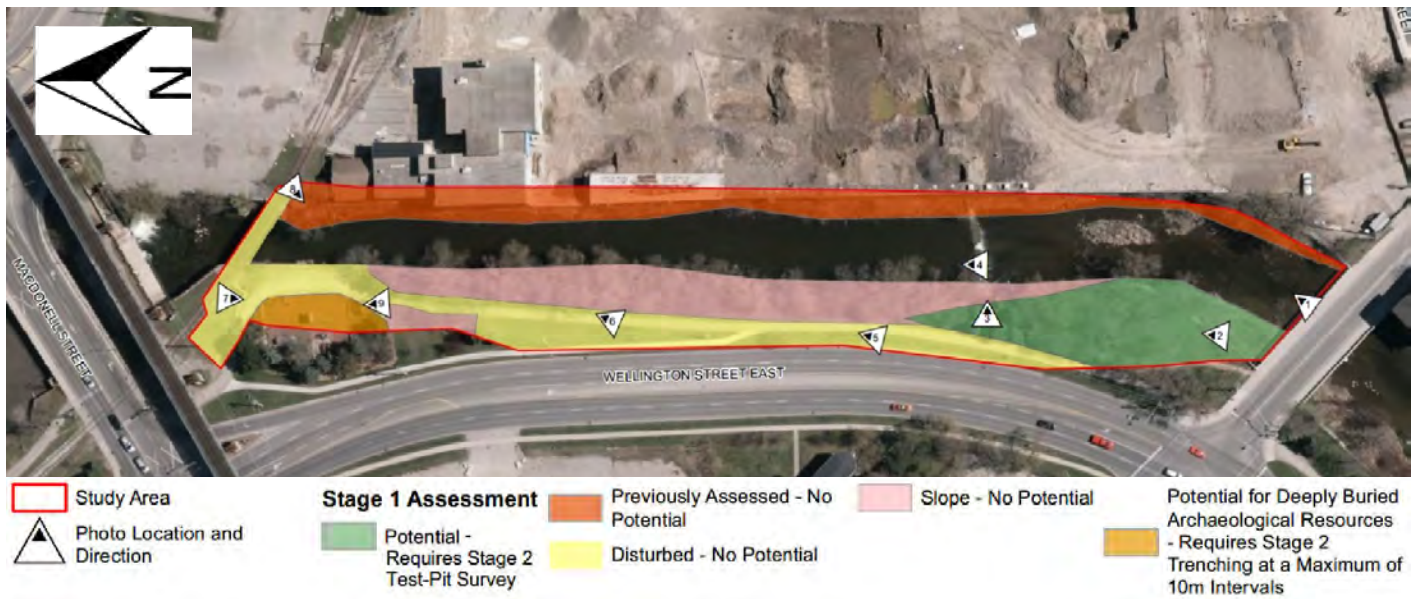 N
8
4
1
7
9
6
3
5
2
MACDONELL STREET
WELLINGTON STREET EAST
Study Area
Photo Location and
Direction
Stage 1 Assessment
Potential -
Requires Stage 2
Test-Pit Survey
Previously Assessed - No
Potential
Disturbed - No Potential
Slope - No Potential
Potential for Deeply Buried
Archaeological Resources
- Requires Stage 2
Trenching at a Maximum of
10m Intervals